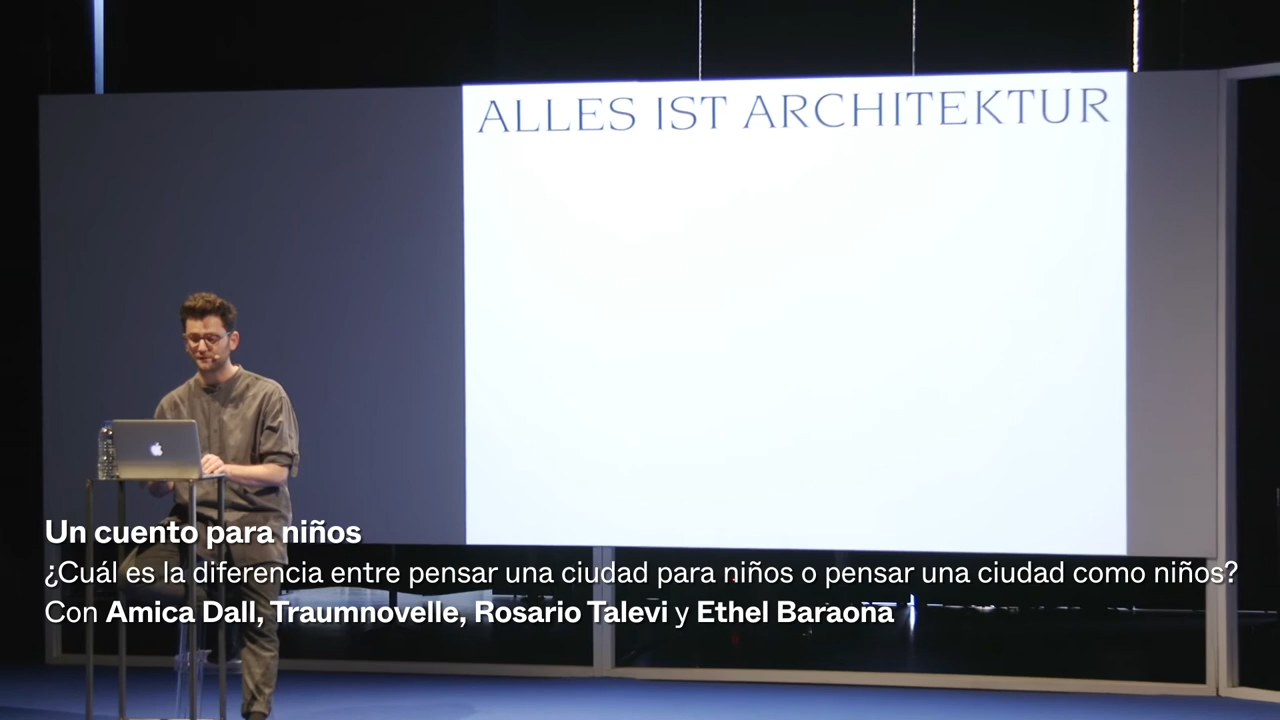 ALLES IST ARCHITEKTUR
Un cuento para niños
¿Cuál es la diferencia entre pensar una ciudad para niños o pensar una ciudad como niños?
Con Amica Dall, Traumnovelle, Rosario Talevi y Ethel Baraona